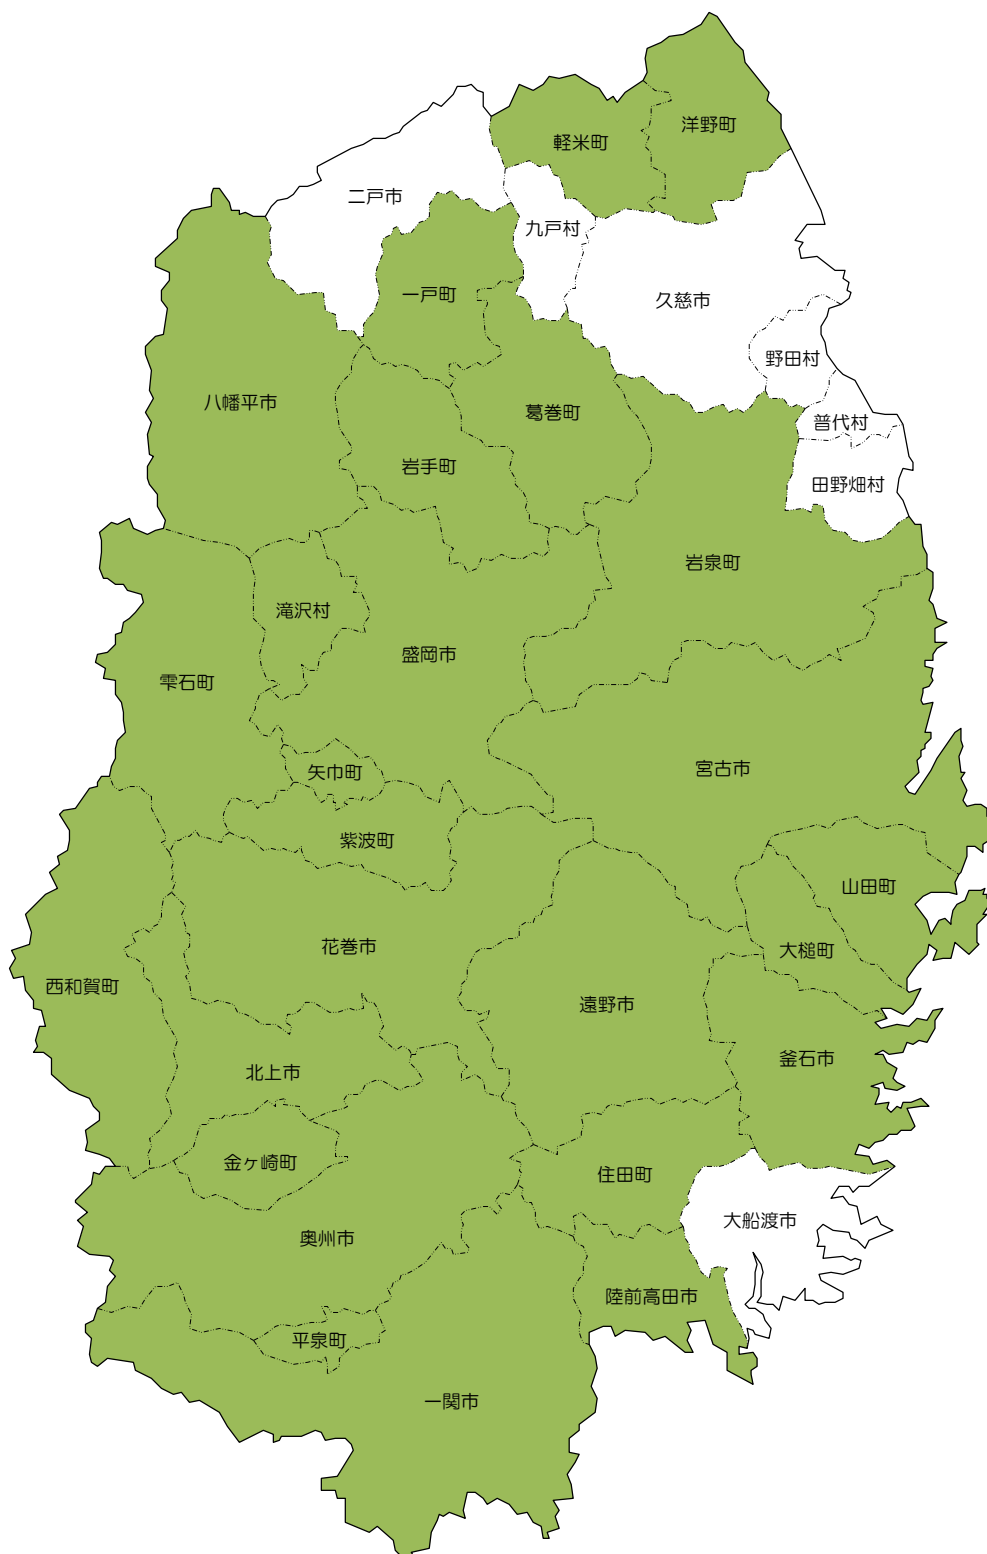 洋野町
軽米町
二戸市
九戸村
一戸町
久慈市
野田村
八幡平市
葛巻町
普代村
岩手町
田野畑村
岩泉町
滝沢村
盛岡市
雫石町
宮古市
矢巾町
紫波町
山田町
花巻市
大槌町
西和賀町
遠野市
釜石市
北上市
金ヶ崎町
住田町
大船渡市
奥州市
陸前高田市
平泉町
一関市